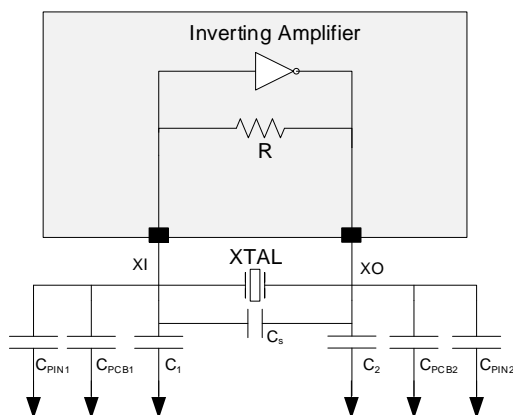 Inverting Amplifier
R
XI
XTAL
XO
Cs
CPIN1
CPCB1
C1
C2
CPCB2
CPIN2